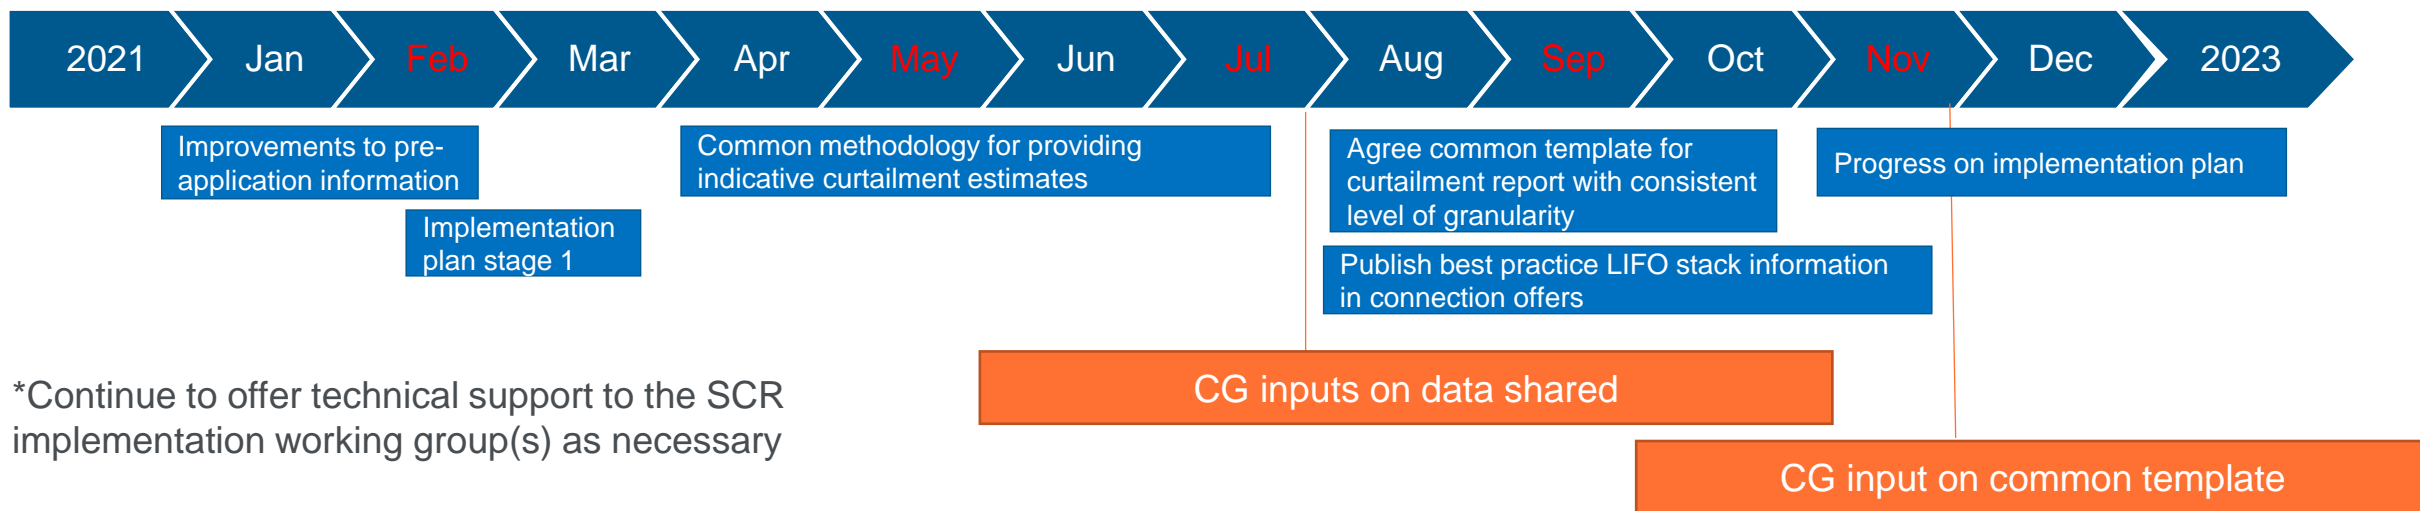 2021 Jan Feb Mar Apr May Jun Jul Aug Sep Oct Nov Dec 2023
Improvements to pre-
application information
Implementation
plan stage 1
Common methodology for providing
indicative curtailment estimates
Agree common template for
curtailment report with consistent
level of granularity
Publish best practice LIFO stack information
in connection offers
Progress on implementation plan
CG inputs on data shared
*Continue to offer technical support to the SCR
implementation working group(s) as necessary
CG input on common template